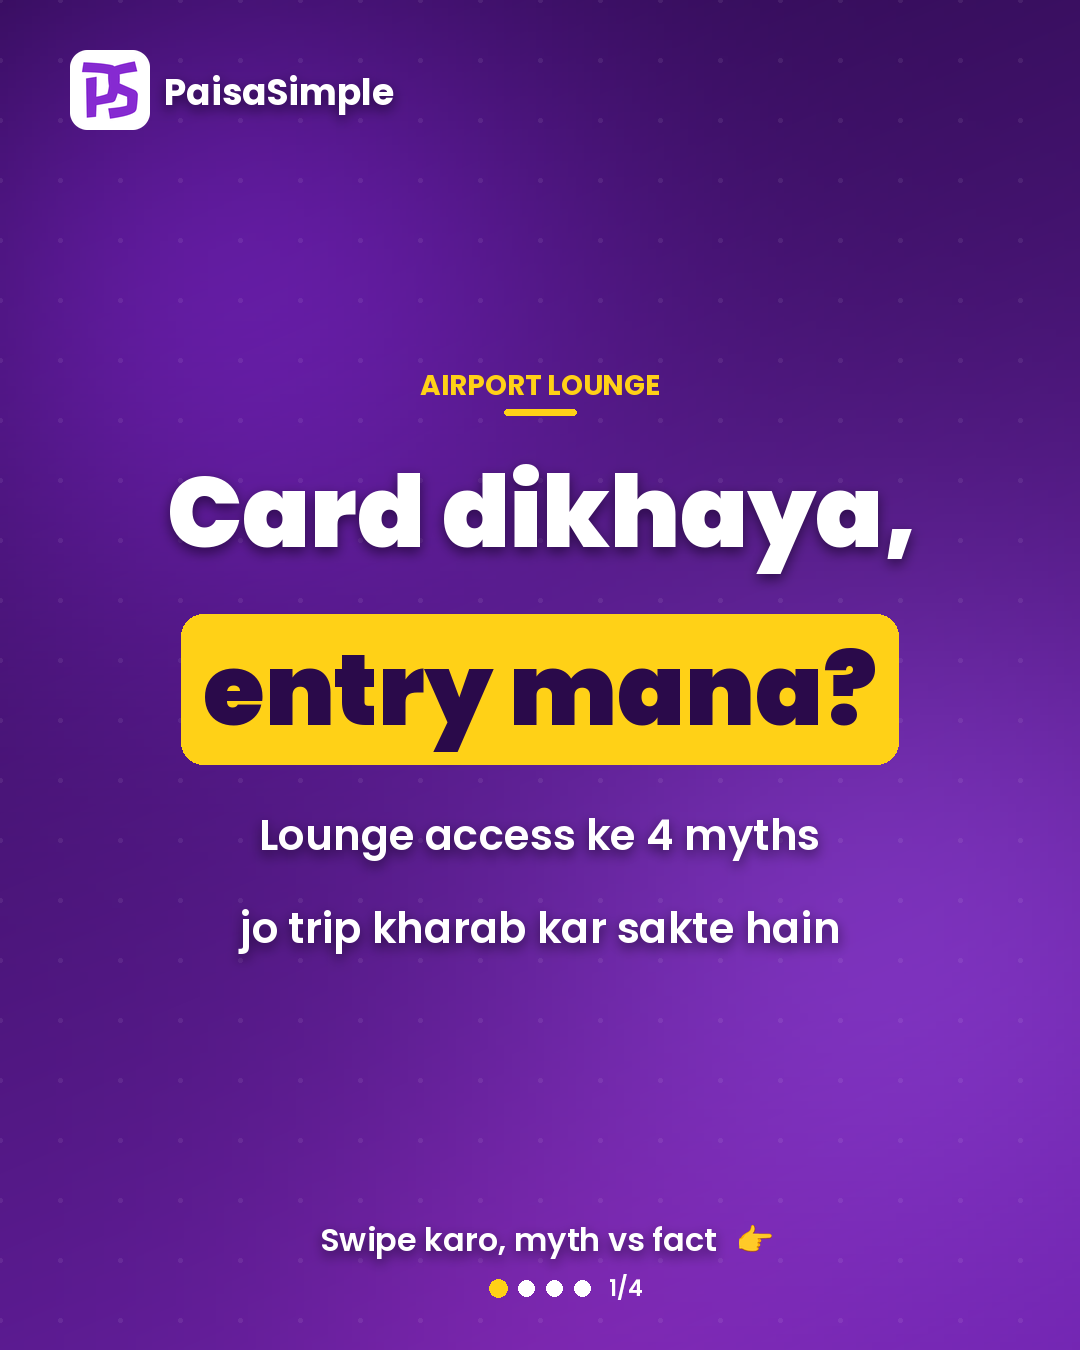 PaisaSimple
AIRPORT LOUNGE
Card dikhaya,
entry mana?
Lounge access ke 4 myths
jo trip kharab kar sakte hain
Swipe karo, myth vs fact 👉
1/4